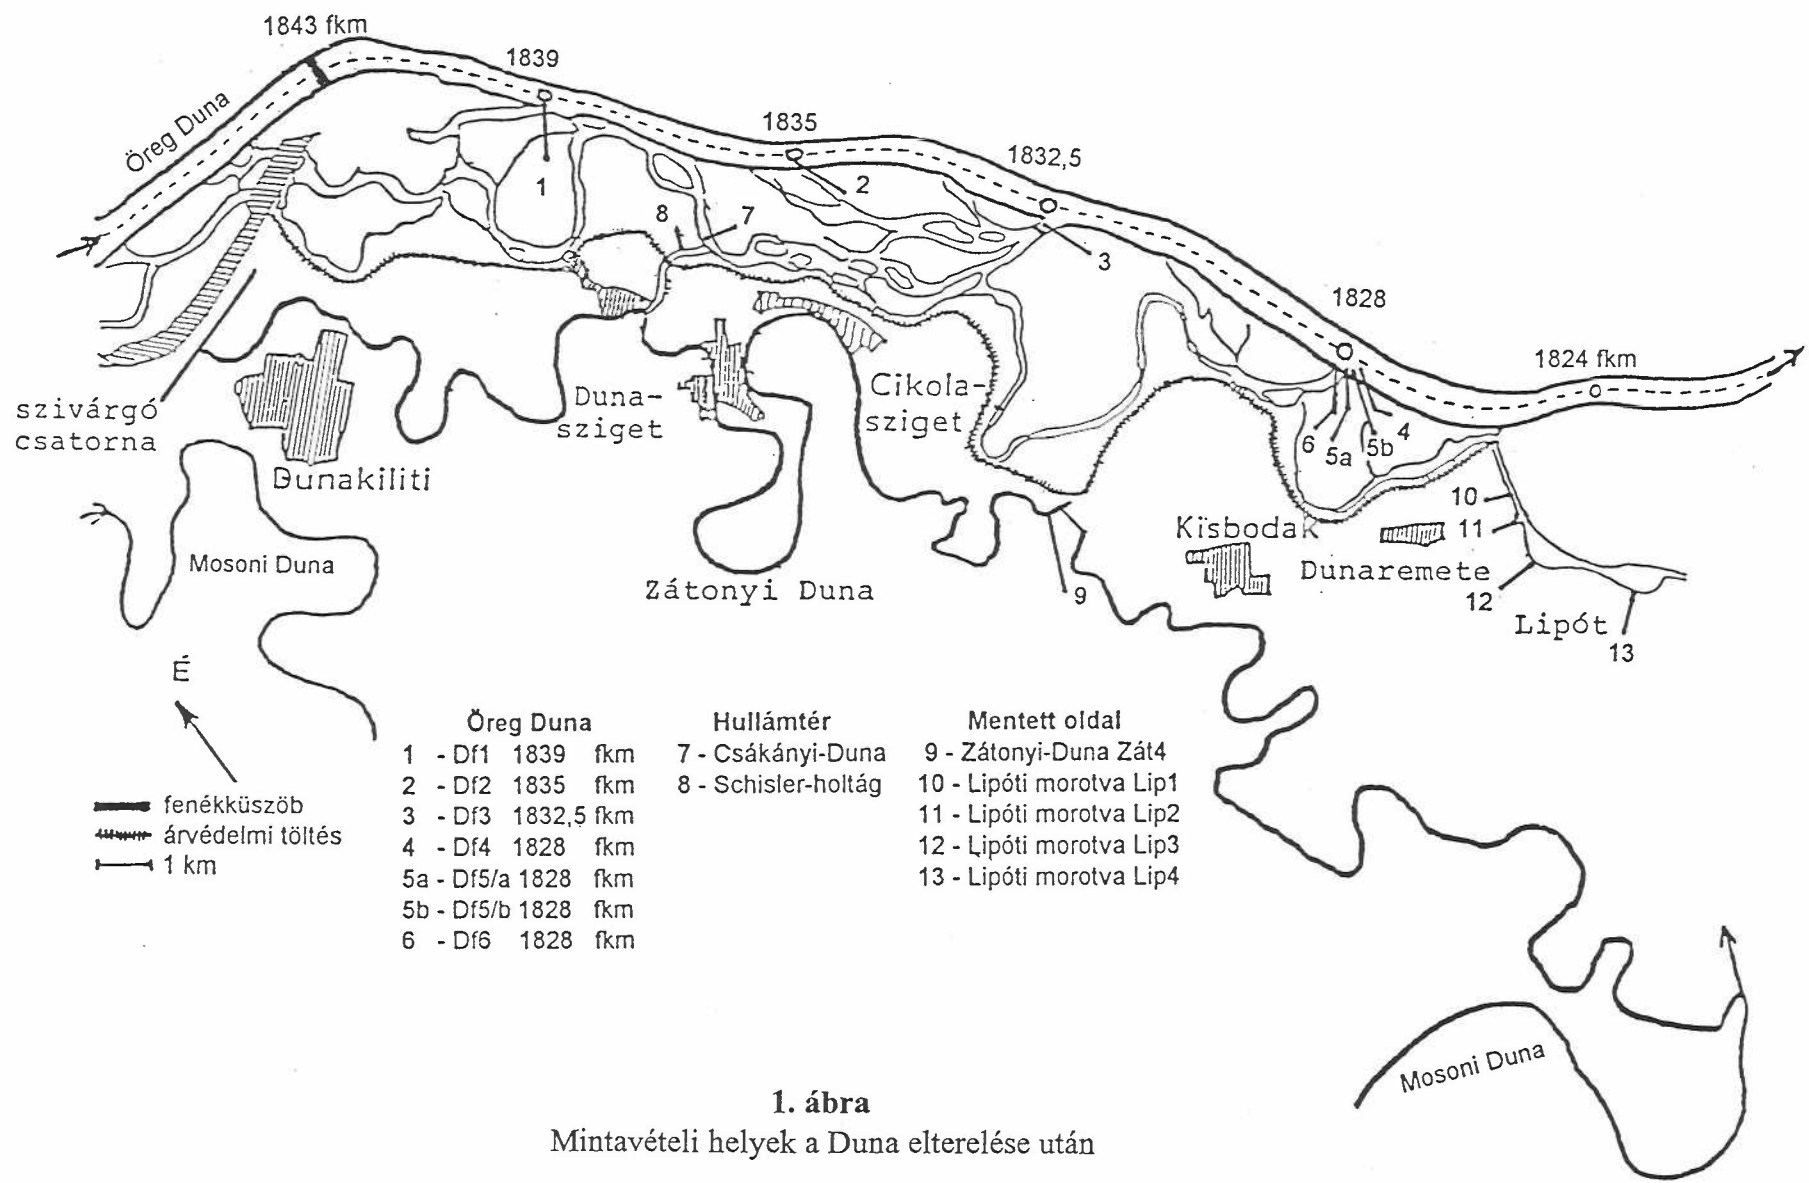 1843 fkm
1839
Öreg Duna
1835
1832,5
1
2
8
7
3
1828
1824 fkm
szivárgó
csatorna
Duna-
sziget
Cikola-
sziget
6
5a
5b
4
Dunakiliti
10
11
Kisbodak
Mosoni Duna
Dunaremete
Zátonyi Duna
9
12
Lipót
13
É
Öreg Duna
1 - Df1 1839 fkm
2 - Df2 1835 fkm
3 - Df3 1832,5 fkm
4 - Df4 1828 fkm
5a - Df5/a 1828 fkm
5b - Df5/b 1828 fkm
6 - Df6 1828 fkm
Hullámtér
7 - Csákányi-Duna
8 - Schisler-holtág
Mentett oldal
9 - Zátonyi-Duna Zát4
10 - Lipóti morotva Lip1
11 - Lipóti morotva Lip2
12 - Lipóti morotva Lip3
13 - Lipóti morotva Lip4
fenékküszöb
árvédelmi töltés
1 km
Mosoni Duna
1. ábra
Mintavételi helyek a Duna elterelése után